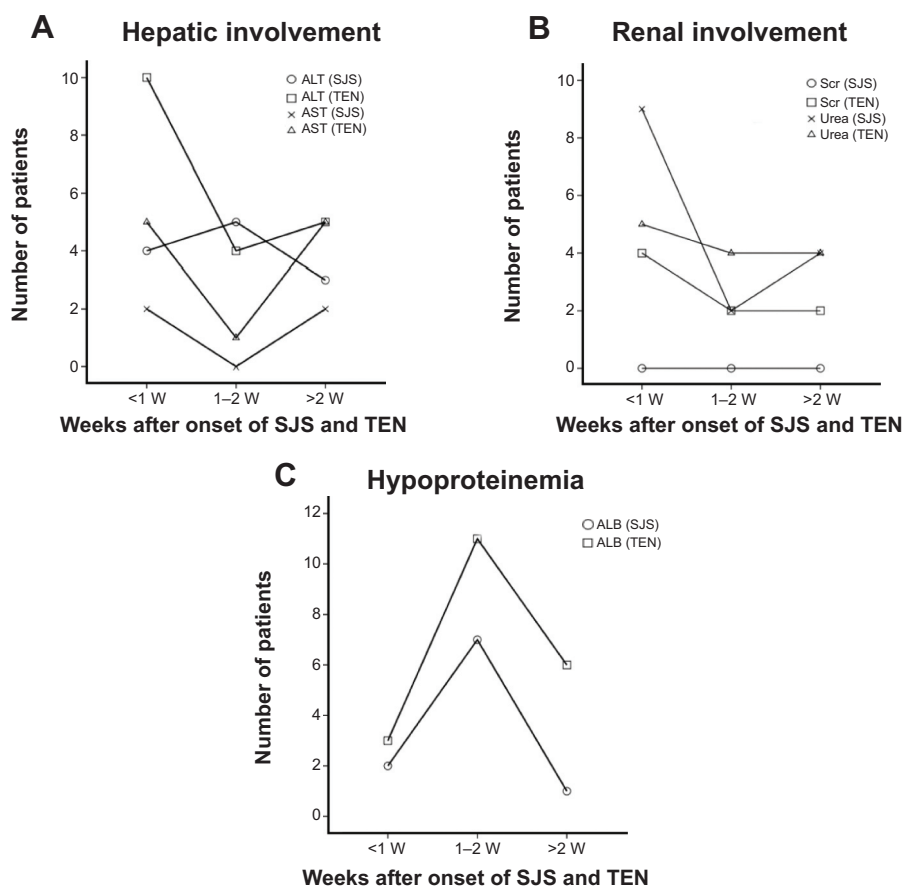 A Hepatic involvement
Number of patients
10
8
6
4
2
0
ALT (SJS)
ALT (TEN)
AST (SJS)
AST (TEN)
<1 W 1–2 W >2 W
Weeks after onset of SJS and TEN
B Renal involvement
Number of patients
10
8
6
4
2
0
Scr (SJS)
Scr (TEN)
Urea (SJS)
Urea (TEN)
<1 W 1–2 W >2 W
Weeks after onset of SJS and TEN
C Hypoproteinemia
Number of patients
12
10
8
6
4
2
0
ALB (SJS)
ALB (TEN)
<1 W 1–2 W >2 W
Weeks after onset of SJS and TEN